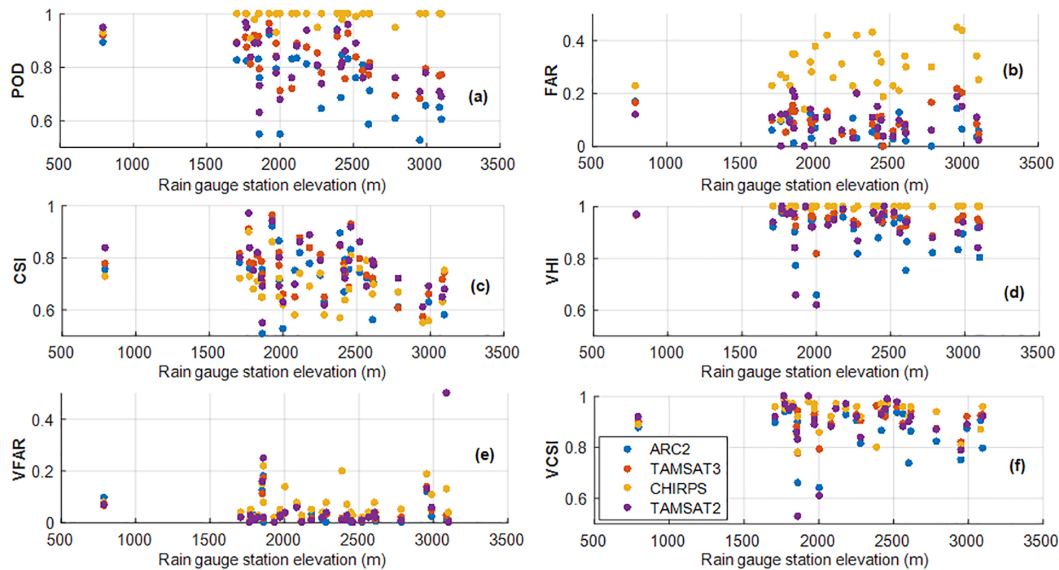 1
0.8
0.6
POD
(a)
500 1000 1500 2000 2500 3000 3500
Rain gauge station elevation (m)
0.4
0.2
0
FAR
(b)
500 1000 1500 2000 2500 3000 3500
Rain gauge station elevation (m)
1
0.8
0.6
CSI
(c)
500 1000 1500 2000 2500 3000 3500
Rain gauge station elevation (m)
1
0.8
0.6
VHI
(d)
500 1000 1500 2000 2500 3000 3500
Rain gauge station elevation (m)
0.4
0.2
0
VFAR
(e)
500 1000 1500 2000 2500 3000 3500
Rain gauge station elevation (m)
1
0.8
0.6
VCSI
(f)
ARC2
TAMSAT3
CHIRPS
TAMSAT2
500 1000 1500 2000 2500 3000 3500
Rain gauge station elevation (m)